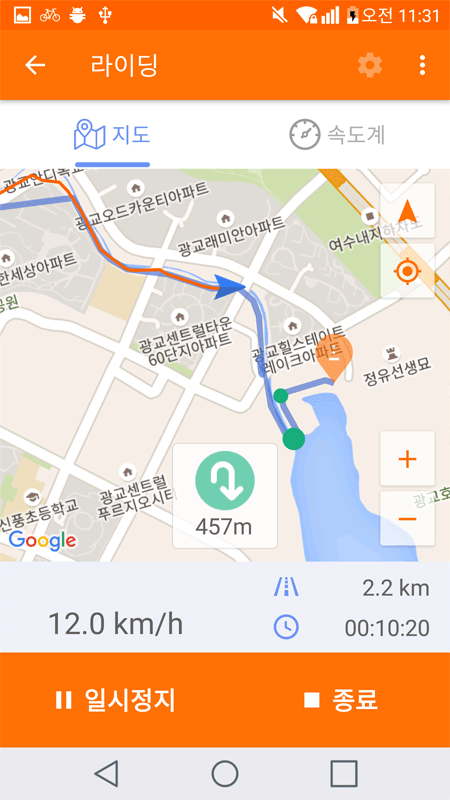 오전 11:31
라이딩
지도
속도계
광교오드카운티아파트
광교래미안아파트
여수내지하차도
한세상아파트
공원
광교센트럴타운
60단지아파트
광교힐스테이트
레이크아파트
정유선생묘
광교센트럴
푸르지오시티
신풍초등학교
광교호
457m
Google
2.2 km
12.0 km/h
00:10:20
일시정지
종료